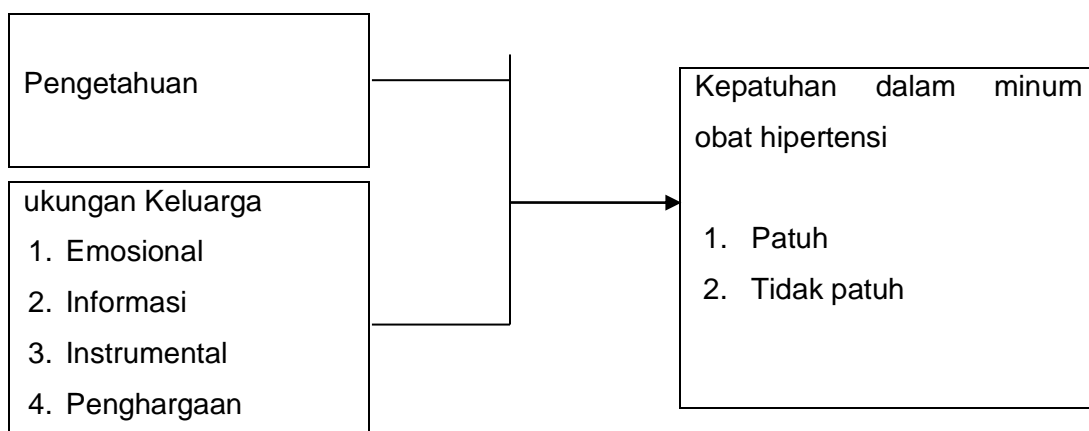 Pengetahuan
ukungan Keluarga
1. Emosional
2. Informasi
3. Instrumental
4. Penghargaan
Kepatuhan dalam minum
obat hipertensi
1. Patuh
2. Tidak patuh